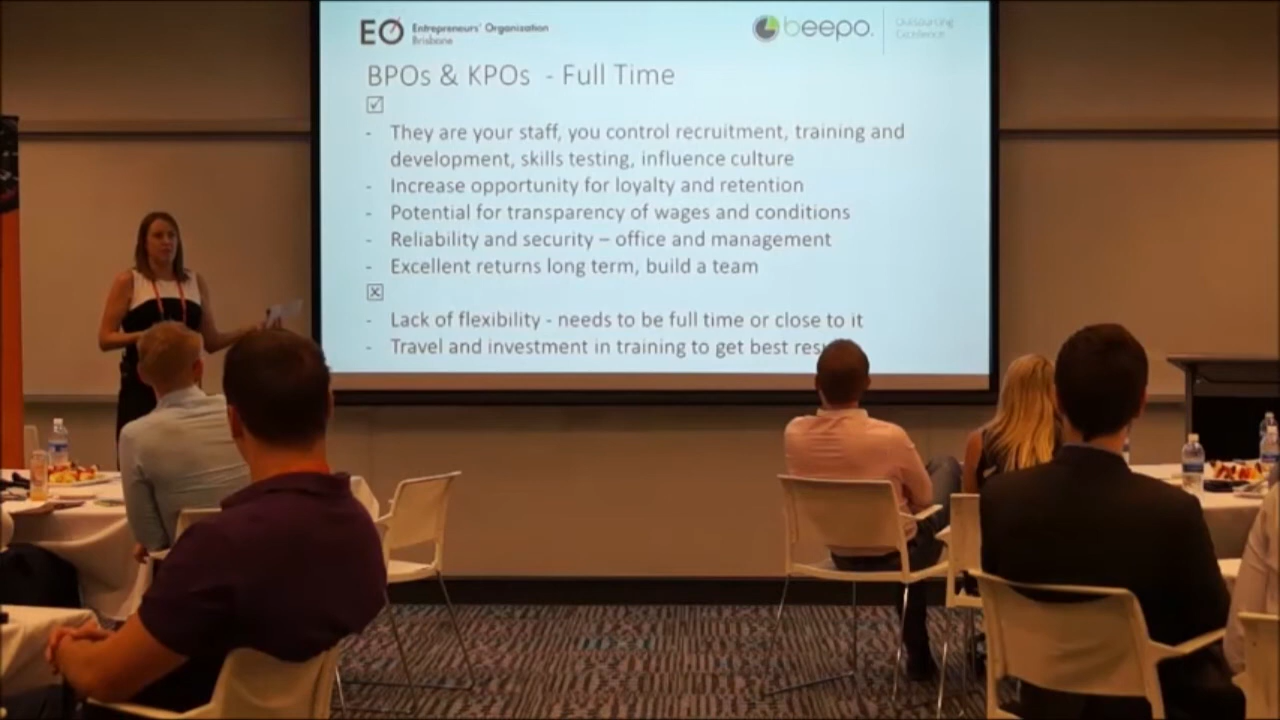 EO Entrepreneurs' Organization
Brisbane
beepo.
Outsourcing
Excellence
BPOs & KPOs - Full Time
☑
- They are your staff, you control recruitment, training and
development, skills testing, influence culture
- Increase opportunity for loyalty and retention
- Potential for transparency of wages and conditions
- Reliability and security – office and management
- Excellent returns long term, build a team
☒
- Lack of flexibility - needs to be full time or close to it
- Travel and investment in training to get best